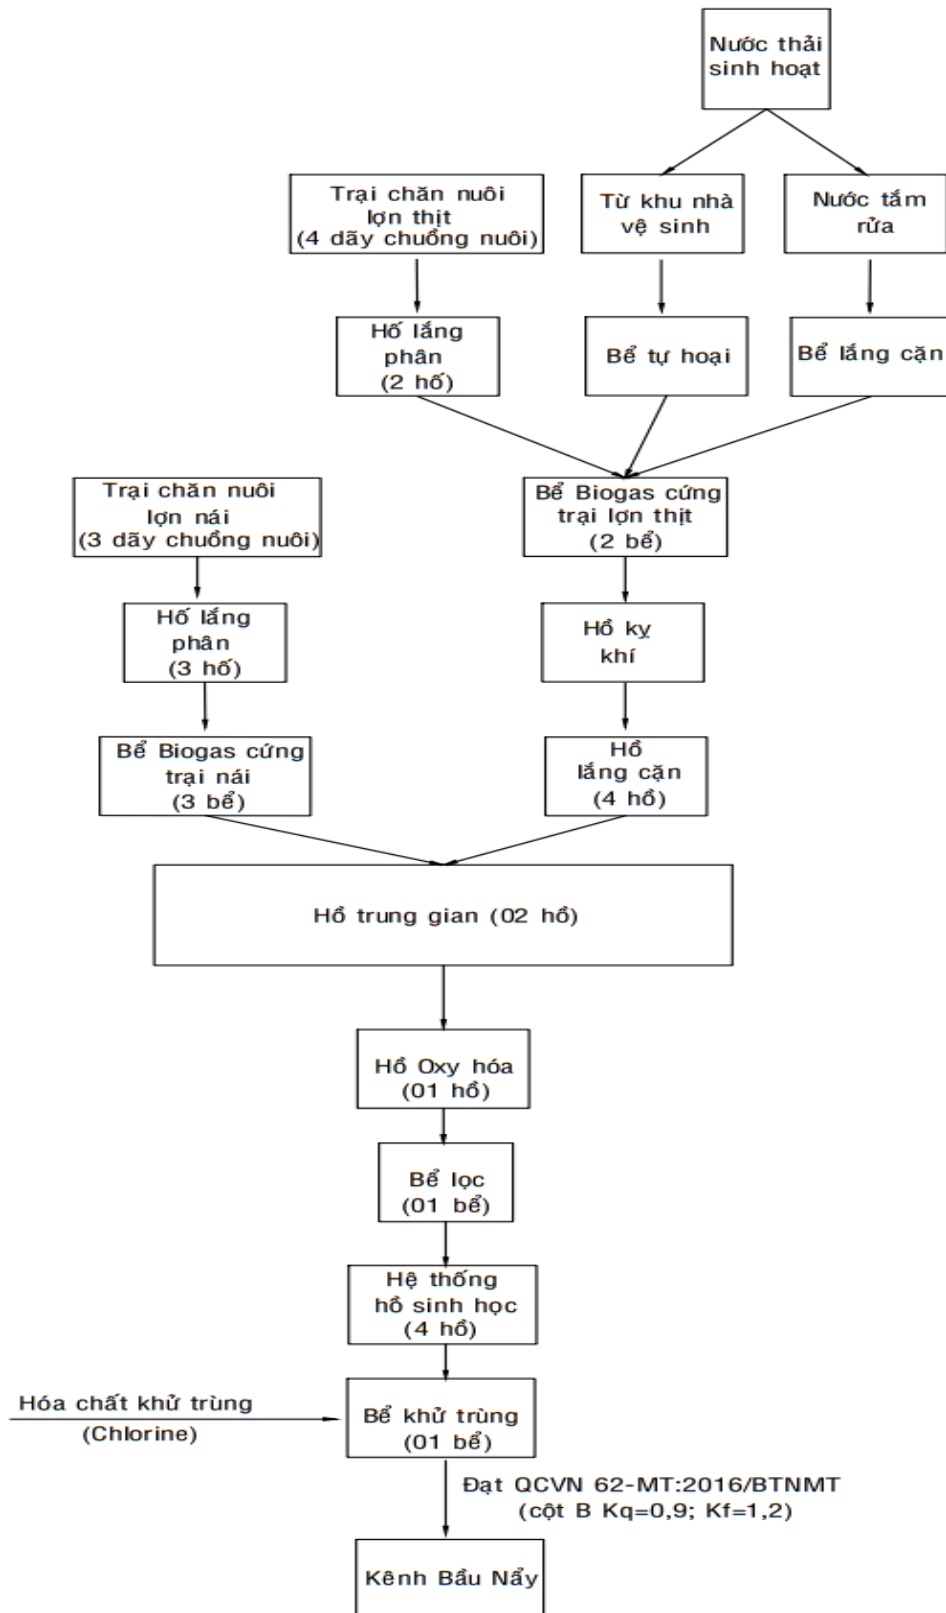 Nước thải
sinh hoạt
Trại chăn nuôi
lợn thịt
(4 dãy chuồng nuôi)
Từ khu nhà
vệ sinh
Nước tắm
rửa
Hố lắng
phân
(2 hố)
Bể tự hoại
Bể lắng cặn
Trại chăn nuôi
lợn nái
(3 dãy chuồng nuôi)
Bể Biogas cứng
trại lợn thịt
(2 bể)
Hố lắng
phân
(3 hố)
Hồ kỵ
khí
Bể Biogas cứng
trại nái
(3 bể)
Hồ
lắng cặn
(4 hồ)
Hồ trung gian (02 hồ)
Hồ Oxy hóa
(01 hồ)
Bể lọc
(01 bể)
Hệ thống
hồ sinh học
(4 hồ)
Hóa chất khử trùng
(Chlorine)
Bể khử trùng
(01 bể)
Đạt QCVN 62-MT:2016/BTNMT
(cột B Kq=0,9; Kf=1,2)
Kênh Bầu Nẩy